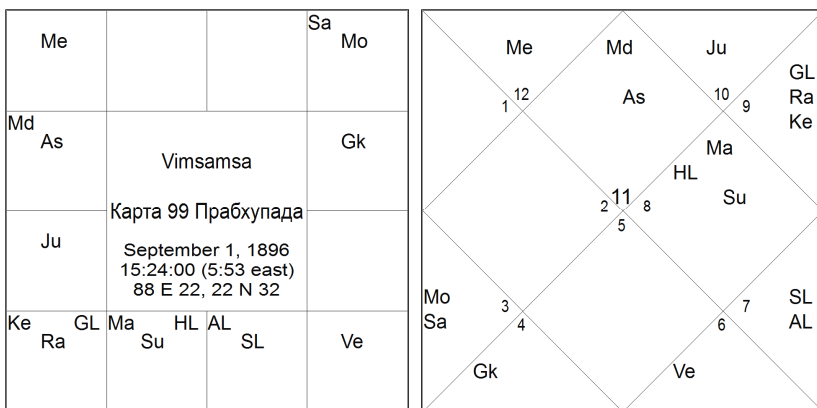 Me
Sa
Mo
Md
As
Gk
Vimsamsa
Карта 99 Прабхупада
September 1, 1896
15:24:00 (5:53 east)
88 E 22, 22 N 32
Ju
Ke GL
Ra
Ma HL
Su
AL
SL
Ve
Me
Md
Ju
As
GL
Ra
Ke
1
12
10
9
Ma
HL
Su
2
11
8
5
Mo
Sa
3
4
7
6
SL
AL
Gk
Ve